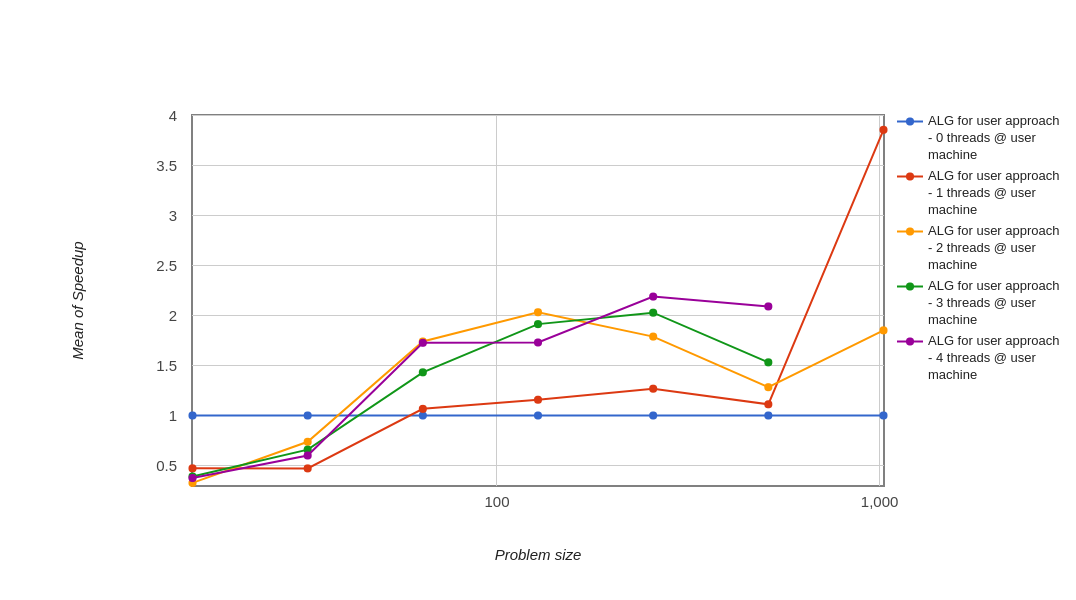 4
3.5
3
2.5
2
1.5
1
0.5
Mean of Speedup
100
1,000
Problem size
ALG for user approach
- 0 threads @ user
machine
ALG for user approach
- 1 threads @ user
machine
ALG for user approach
- 2 threads @ user
machine
ALG for user approach
- 3 threads @ user
machine
ALG for user approach
- 4 threads @ user
machine